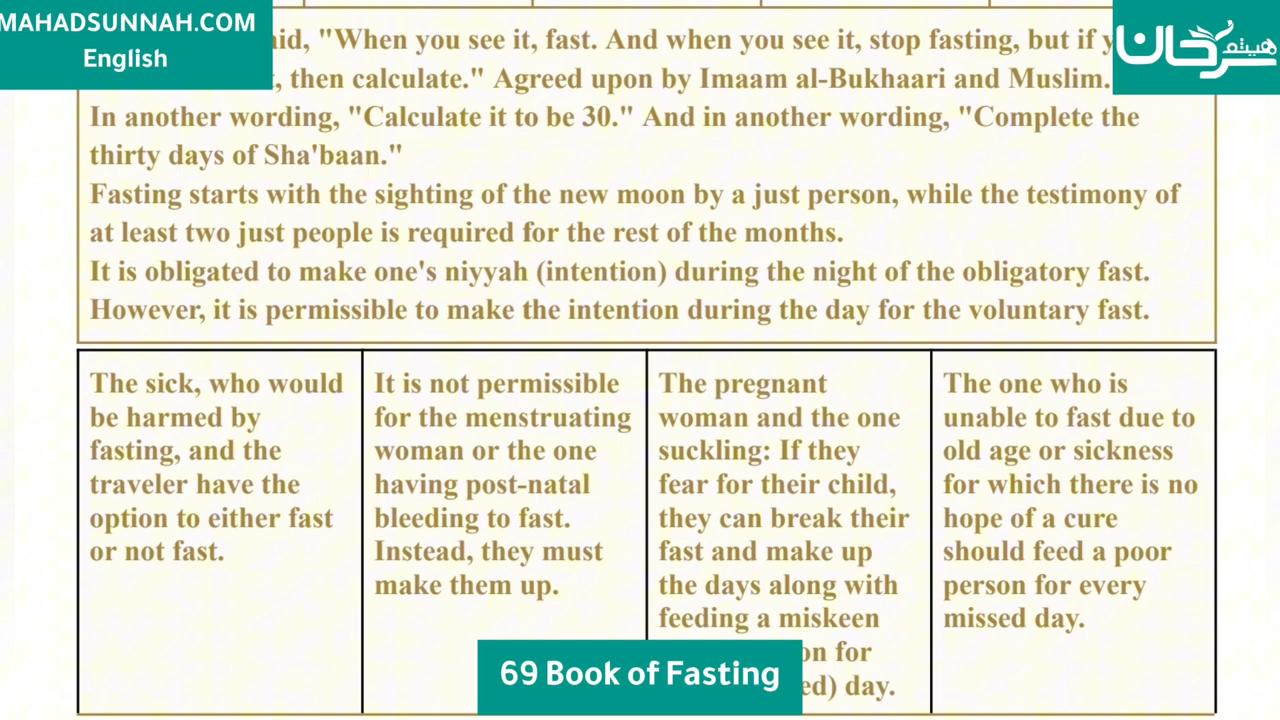 MAHADSUNNAH.COM
English
هيثم سرحان
said, "When you see it, fast. And when you see it, stop fasting, but if
then calculate." Agreed upon by Imaam al-Bukhaari and Muslim.
In another wording, "Calculate it to be 30." And in another wording, "Complete the
thirty days of Sha'baan."
Fasting starts with the sighting of the new moon by a just person, while the testimony of
at least two just people is required for the rest of the months.
It is obligated to make one's niyyah (intention) during the night of the obligatory fast.
However, it is permissible to make the intention during the day for the voluntary fast.
The sick, who would
be harmed by
fasting, and the
traveler have the
option to either fast
or not fast.
It is not permissible
for the menstruating
woman or the one
having post-natal
bleeding to fast.
Instead, they must
make them up.
The pregnant
woman and the one
suckling: If they
fear for their child,
they can break their
fast and make up
the days along with
feeding a miskeen
for
day.
The one who is
unable to fast due to
old age or sickness
for which there is no
hope of a cure
should feed a poor
person for every
missed day.
69 Book of Fasting